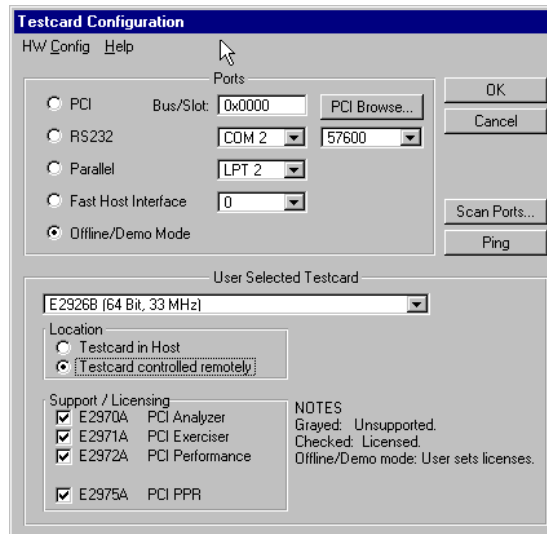 Testcard Configuration
HW Config Help
Ports
PCI Bus/Slot: 0x0000 PCI Browse...
RS232 COM 2 57600
Parallel LPT 2
Fast Host Interface 0
Offline/Demo Mode
OK
Cancel
Scan Ports...
Ping
User Selected Testcard
E2926B (64 Bit, 33 MHz)
Location
Testcard in Host
Testcard controlled remotely
Support / Licensing
E2970A PCI Analyzer
E2971A PCI Exerciser
E2972A PCI Performance
E2975A PCI PPR
NOTES
Grayed: Unsupported.
Checked: Licensed.
Offline/Demo mode: User sets licenses.